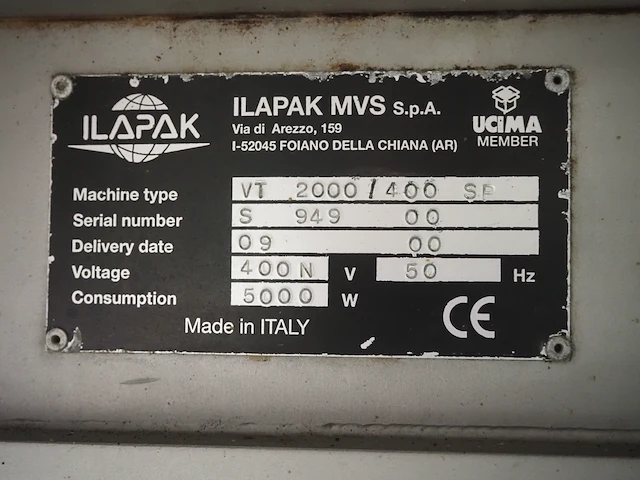 ILAPAK
ILAPAK MVS S.p.A.
Via di Arezzo, 159
I-52045 FOIANO DELLA CHIANA (AR)
UCIMA
MEMBER
Machine type VT 2000/400 SP
Serial number S 949 00
Delivery date 09 00
Voltage 400N V 50 Hz
Consumption 5000 W
Made in ITALY
CE